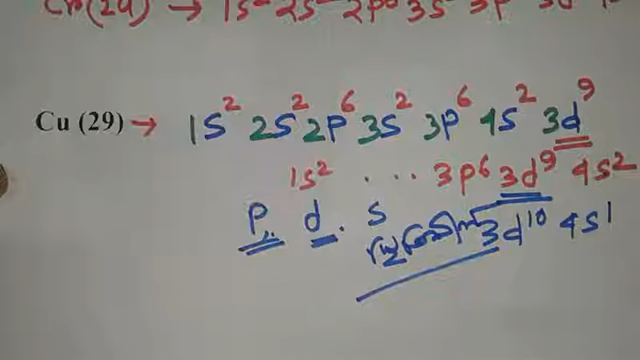 Cu (29) → 1s² 2s² 2p⁶ 3s² 3p⁶ 4s² 3d⁹
1s² ... 3p⁶ 3d⁹ 4s²
p, d. s
3d¹⁰ 4s¹